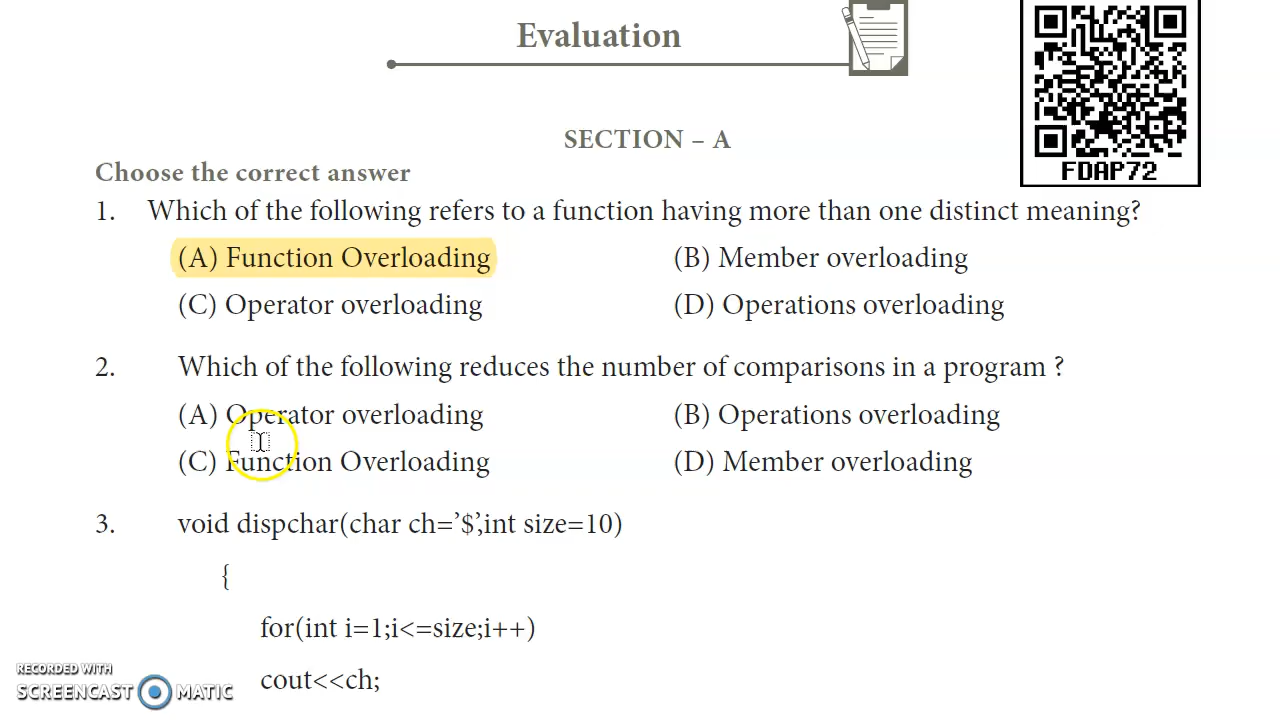 Evaluation
FDAP72
SECTION – A
Choose the correct answer
1. Which of the following refers to a function having more than one distinct meaning?
(A) Function Overloading (B) Member overloading
(C) Operator overloading (D) Operations overloading
2. Which of the following reduces the number of comparisons in a program ?
(A) Operator overloading (B) Operations overloading
(C) Function Overloading (D) Member overloading
3. void dispchar(char ch=’$’,int size=10)
{
for(int i=1;i<=size;i++)
cout<<ch;
RECORDED WITH
SCREENCAST MATIC